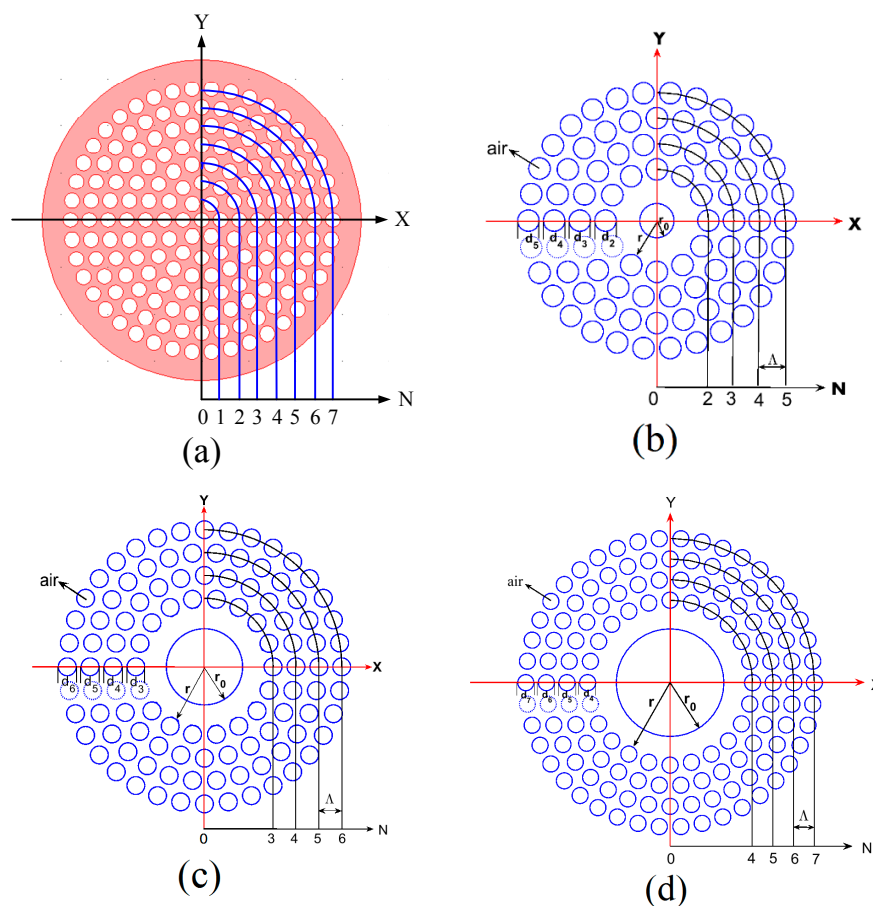 Y
X
N
0 1 2 3 4 5 6 7
(a)
Y
air
X
r₀
r
d₅ d₄ d₃ d₂
Λ
0 2 3 4 5
N
(b)
Y
air
X
r₀
r
d₆ d₅ d₄ d₃
Λ
N
0 3 4 5 6
(c)
Y
air
X
r₀
r
d₇ d₆ d₅ d₄
Λ
N
0 4 5 6 7
(d)